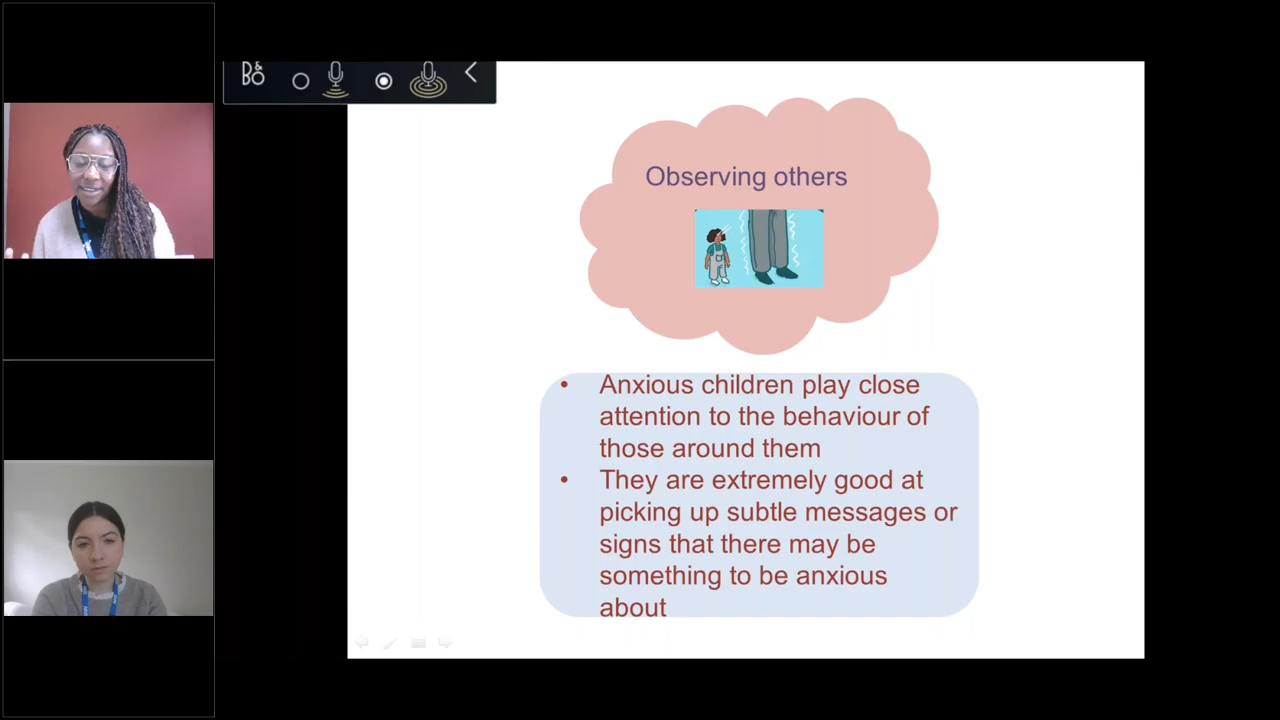 B&
BO
Observing others
• Anxious children play close
attention to the behaviour of
those around them
• They are extremely good at
picking up subtle messages or
signs that there may be
something to be anxious
about